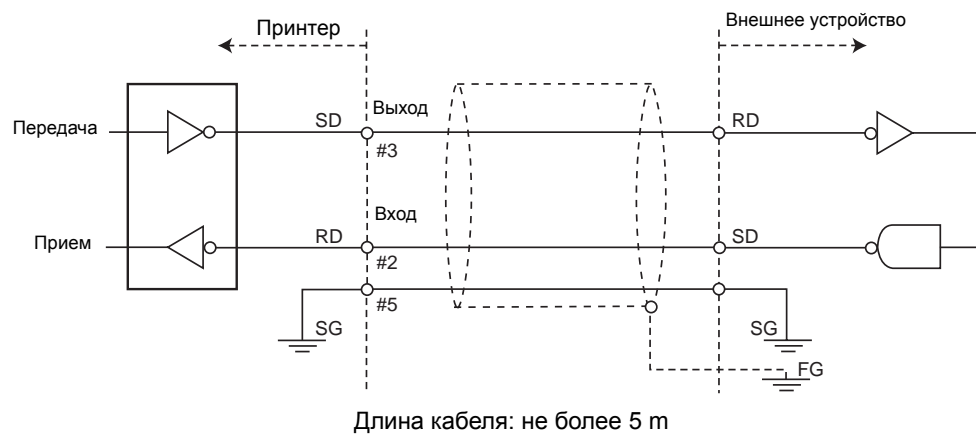 Принтер
Внешнее устройство
Передача
SD
Выход
#3
RD
Прием
RD
Вход
#2
SD
#5
SG
SG
FG
Длина кабеля: не более 5 m